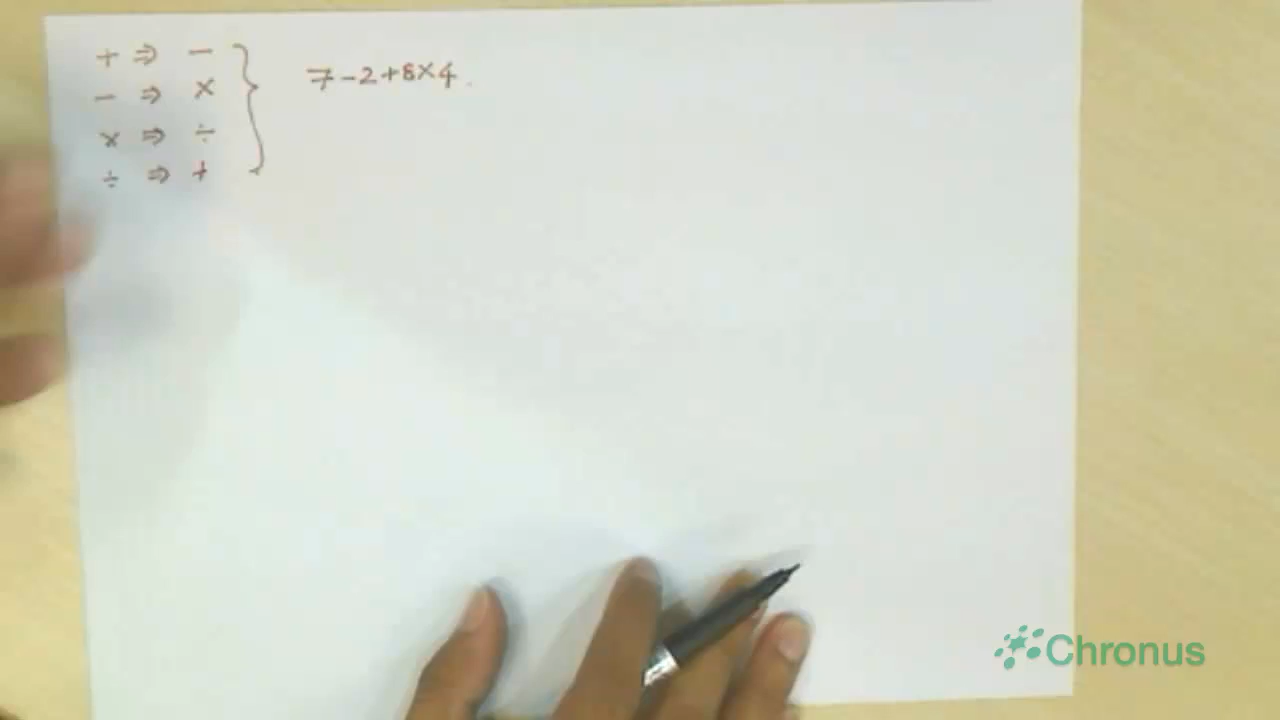 + ⇒ −
− ⇒ ×
× ⇒ ÷
÷ ⇒ +
}
7-2+8×4.
Chronus